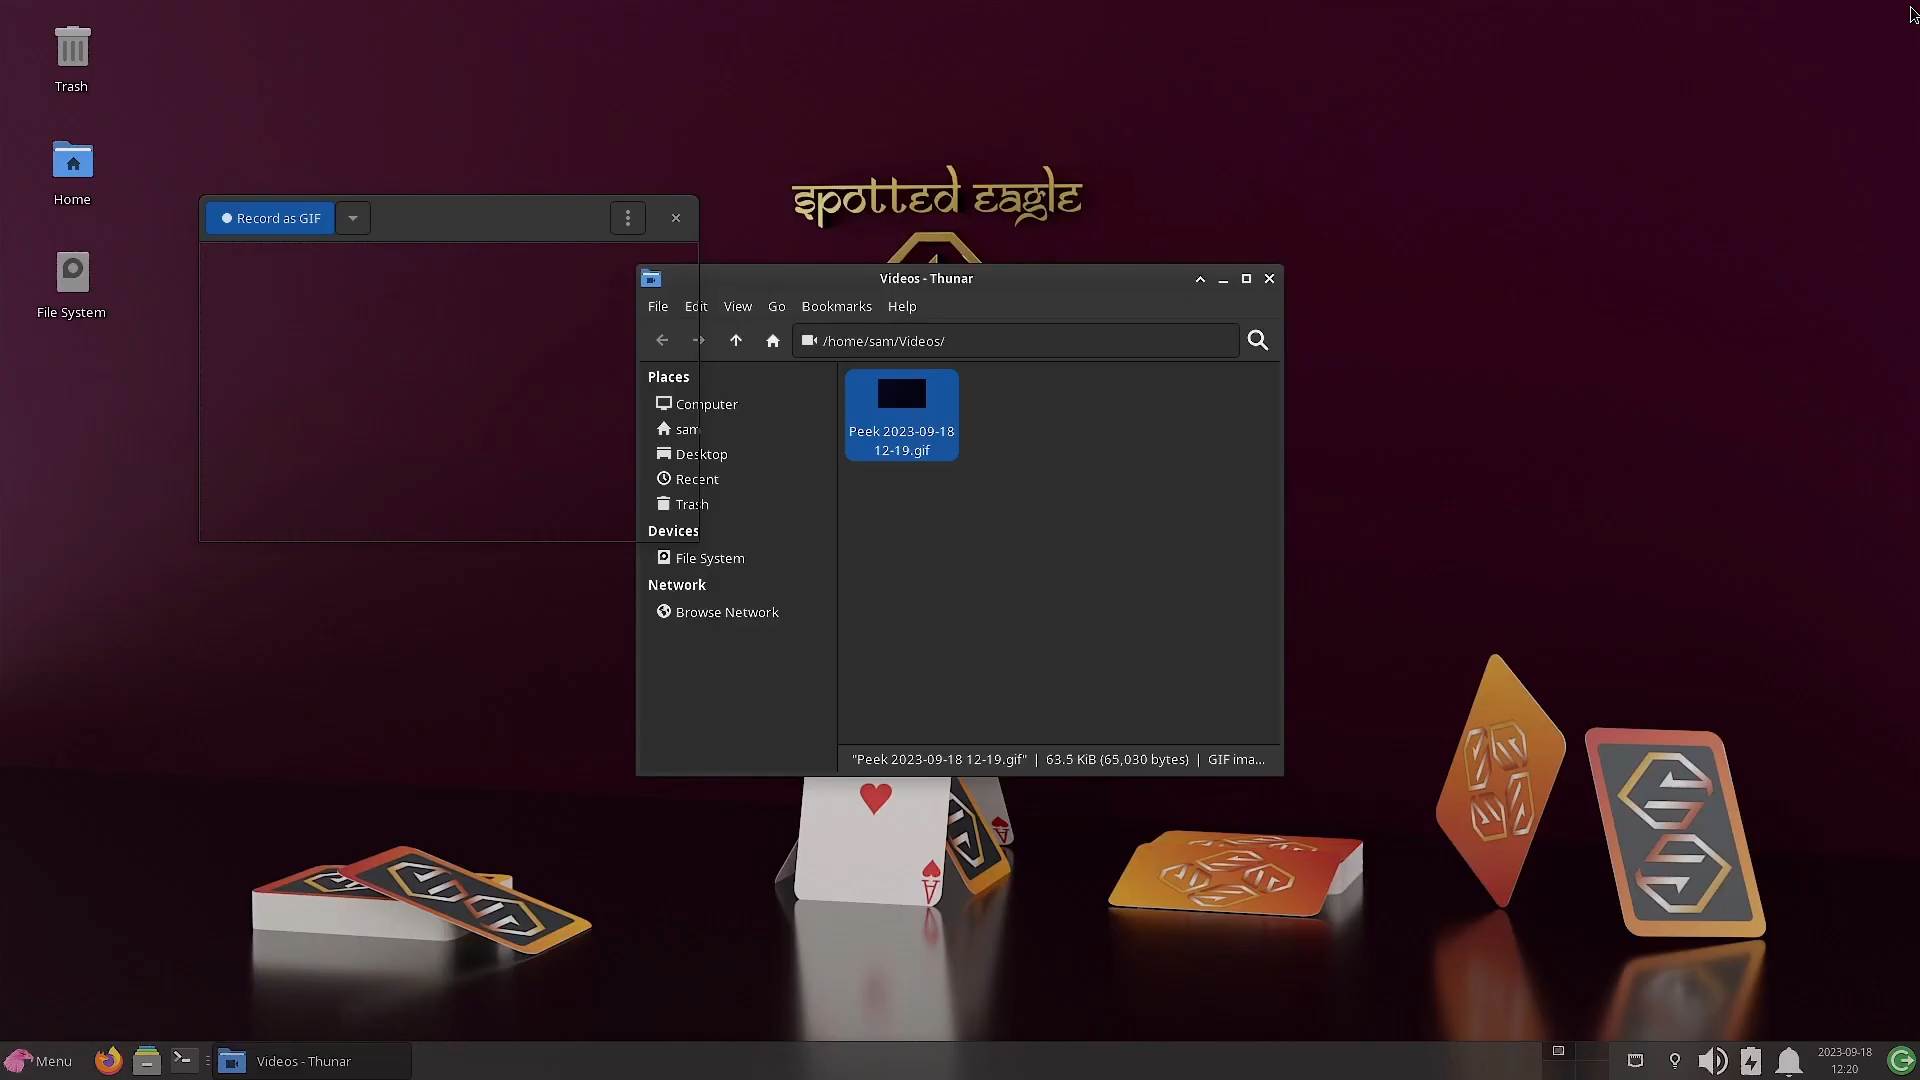 Trash
Home
File System
Record as GIF
spotted eagle
Videos - Thunar
File Edit View Go Bookmarks Help
/home/sam/Videos/
Places
Computer
sam
Desktop
Recent
Trash
Devices
File System
Network
Browse Network
Peek 2023-09-18
12-19.gif
"Peek 2023-09-18 12-19.gif" | 63.5 KiB (65,030 bytes) | GIF ima...
A
A
Menu
Videos - Thunar
2023-09-18
12:20